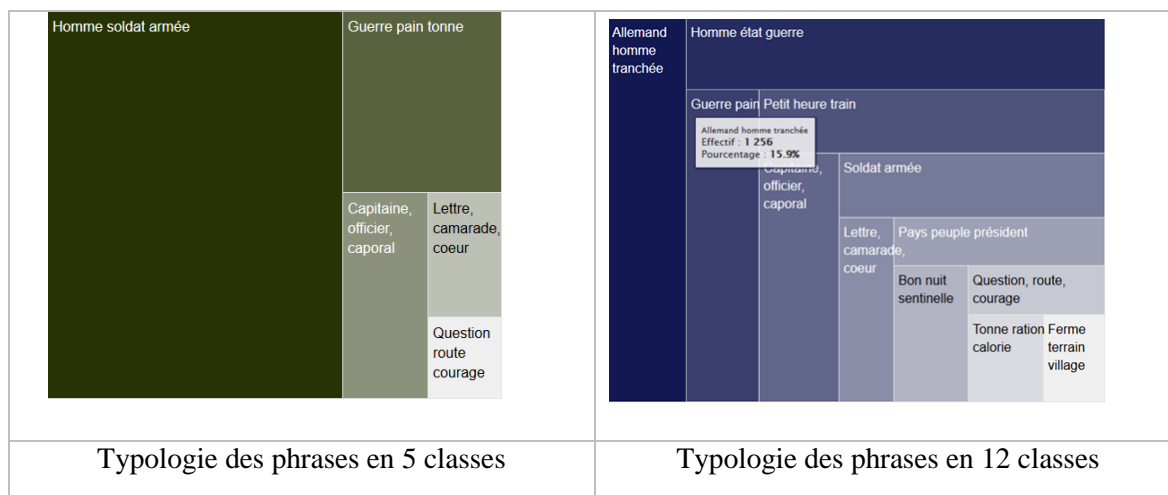 Homme soldat armée
Guerre pain tonne
Capitaine,
officier,
caporal
Lettre,
camarade,
coeur
Question
route
courage
Typologie des phrases en 5 classes
Allemand
homme
tranchée
Homme état guerre
Guerre pain
Petit heure train
Allemand homme tranchée
Effectif : 1 256
Pourcentage : 15.9%
Capitaine,
officier,
caporal
Soldat armée
Lettre,
camarade,
coeur
Pays peuple président
Bon nuit
sentinelle
Question, route,
courage
Tonne ration
calorie
Ferme
terrain
village
Typologie des phrases en 12 classes